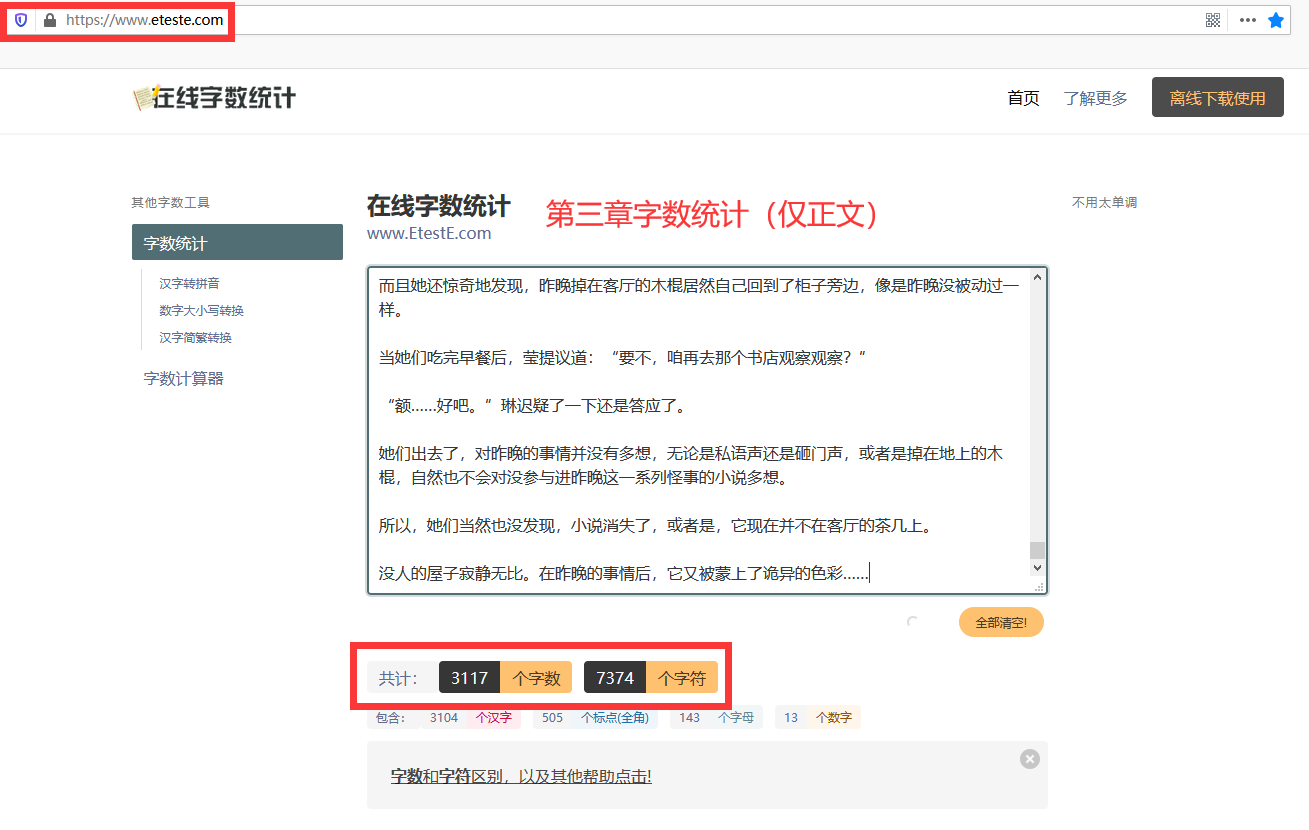 https://www.eteste.com
在线字数统计
首页
了解更多
离线下载使用
其他字数工具
字数统计
汉字转拼音
数字大小写转换
汉字简繁转换
字数计算器
在线字数统计
www.EtestE.com
第三章字数统计（仅正文）
不用太单调
而且她还惊奇地发现，昨晚掉在客厅的木棍居然自己回到了柜子旁边，像是昨晚没被动过一
样。
当她们吃完早餐后，莹提议道：“要不，咱再去那个书店观察观察？“
“额……好吧。”琳迟疑了一下还是答应了。
她们出去了，对昨晚的事情并没有多想，无论是私语声还是砸门声，或者是掉在地上的木
棍，自然也不会对没参与进昨晚这一系列怪事的小说多想。
所以，她们当然也没发现，小说消失了，或者是，它现在并不在客厅的茶几上。
没人的屋子寂静无比。在昨晚的事情后，它又被蒙上了诡异的色彩……
全部清空!
共计： 3117 个字数 7374 个字符
包含： 3104 个汉字 505 个标点(全角) 143 个字母 13 个数字
字数和字符区别，以及其他帮助点击!